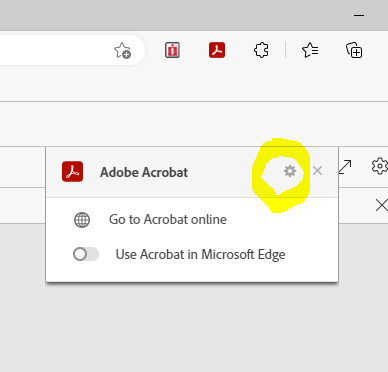 Adobe Acrobat
Go to Acrobat online
Use Acrobat in Microsoft Edge